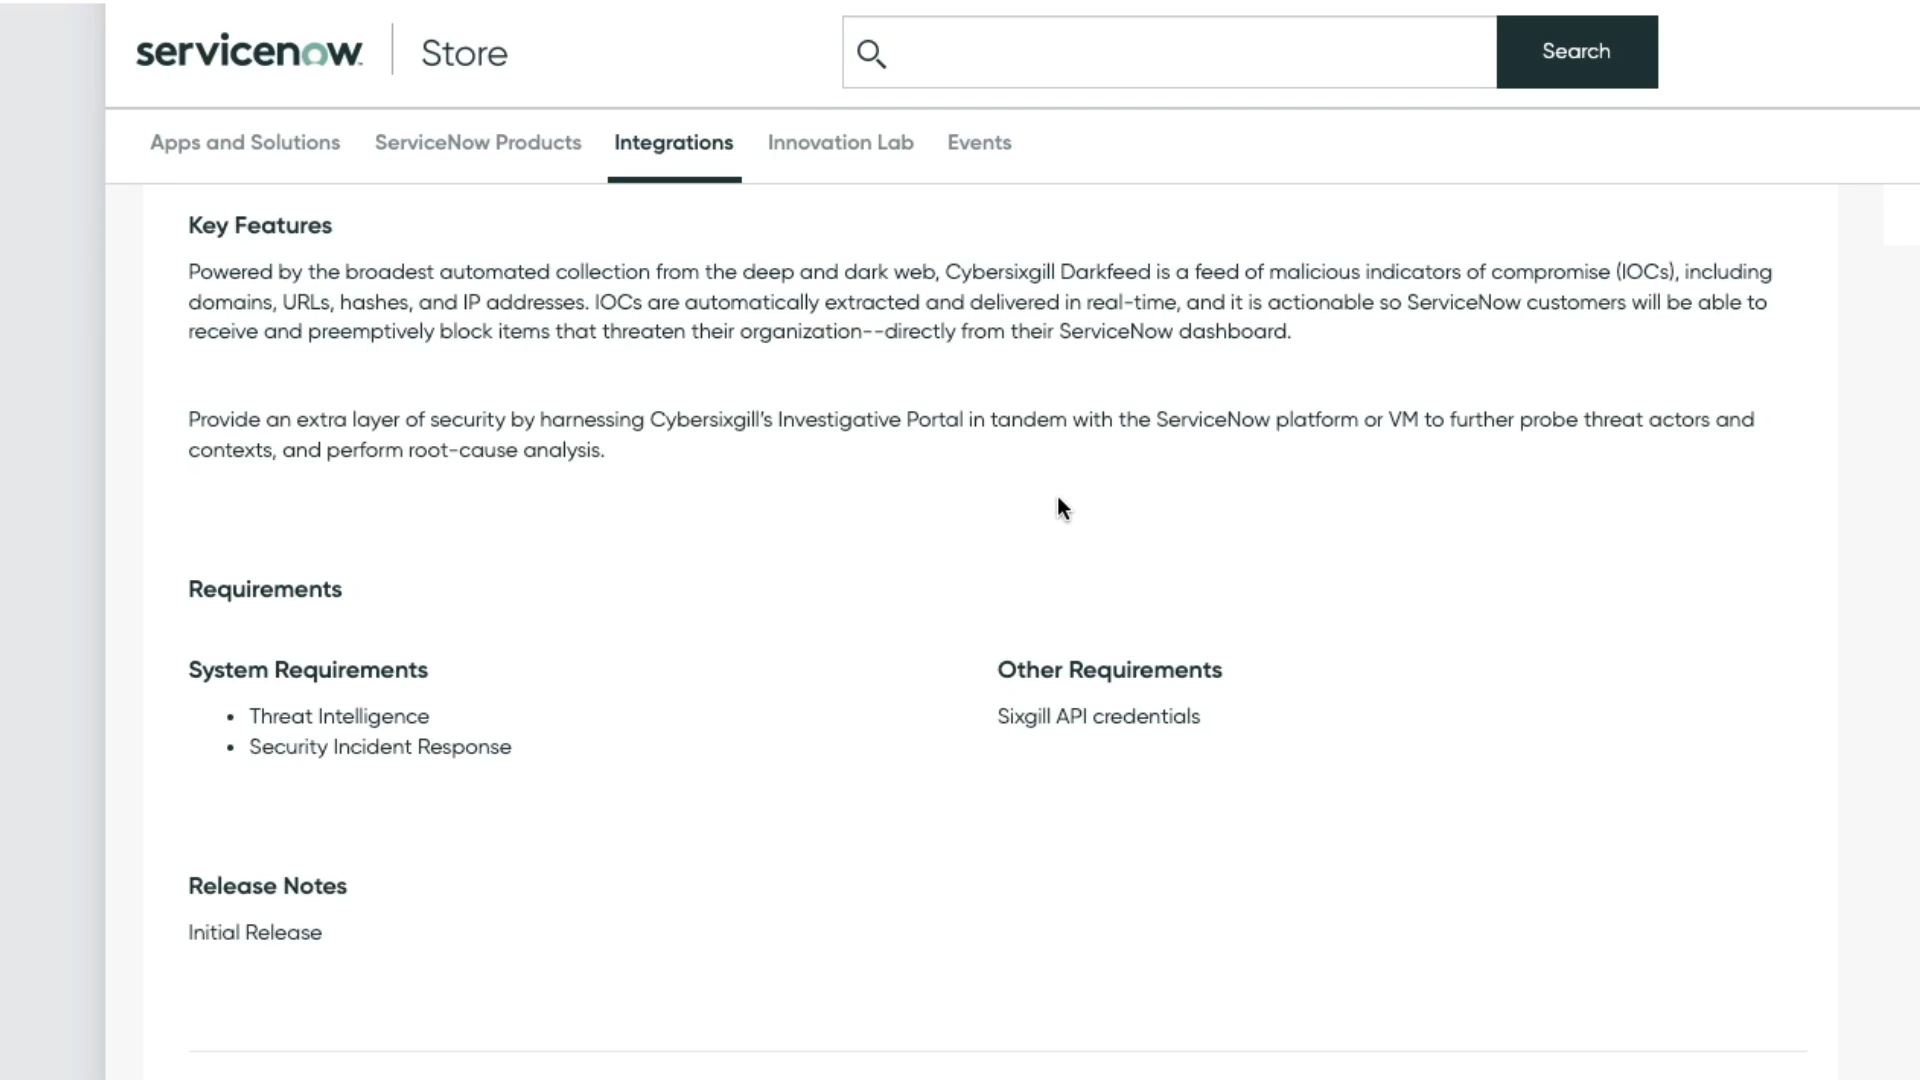 servicenow. Store
Search
Apps and Solutions ServiceNow Products Integrations Innovation Lab Events
Key Features
Powered by the broadest automated collection from the deep and dark web, Cybersixgill Darkfeed is a feed of malicious indicators of compromise (IOCs), including
domains, URLs, hashes, and IP addresses. IOCs are automatically extracted and delivered in real-time, and it is actionable so ServiceNow customers will be able to
receive and preemptively block items that threaten their organization--directly from their ServiceNow dashboard.
Provide an extra layer of security by harnessing Cybersixgill’s Investigative Portal in tandem with the ServiceNow platform or VM to further probe threat actors and
contexts, and perform root-cause analysis.
Requirements
System Requirements
• Threat Intelligence
• Security Incident Response
Other Requirements
Sixgill API credentials
Release Notes
Initial Release